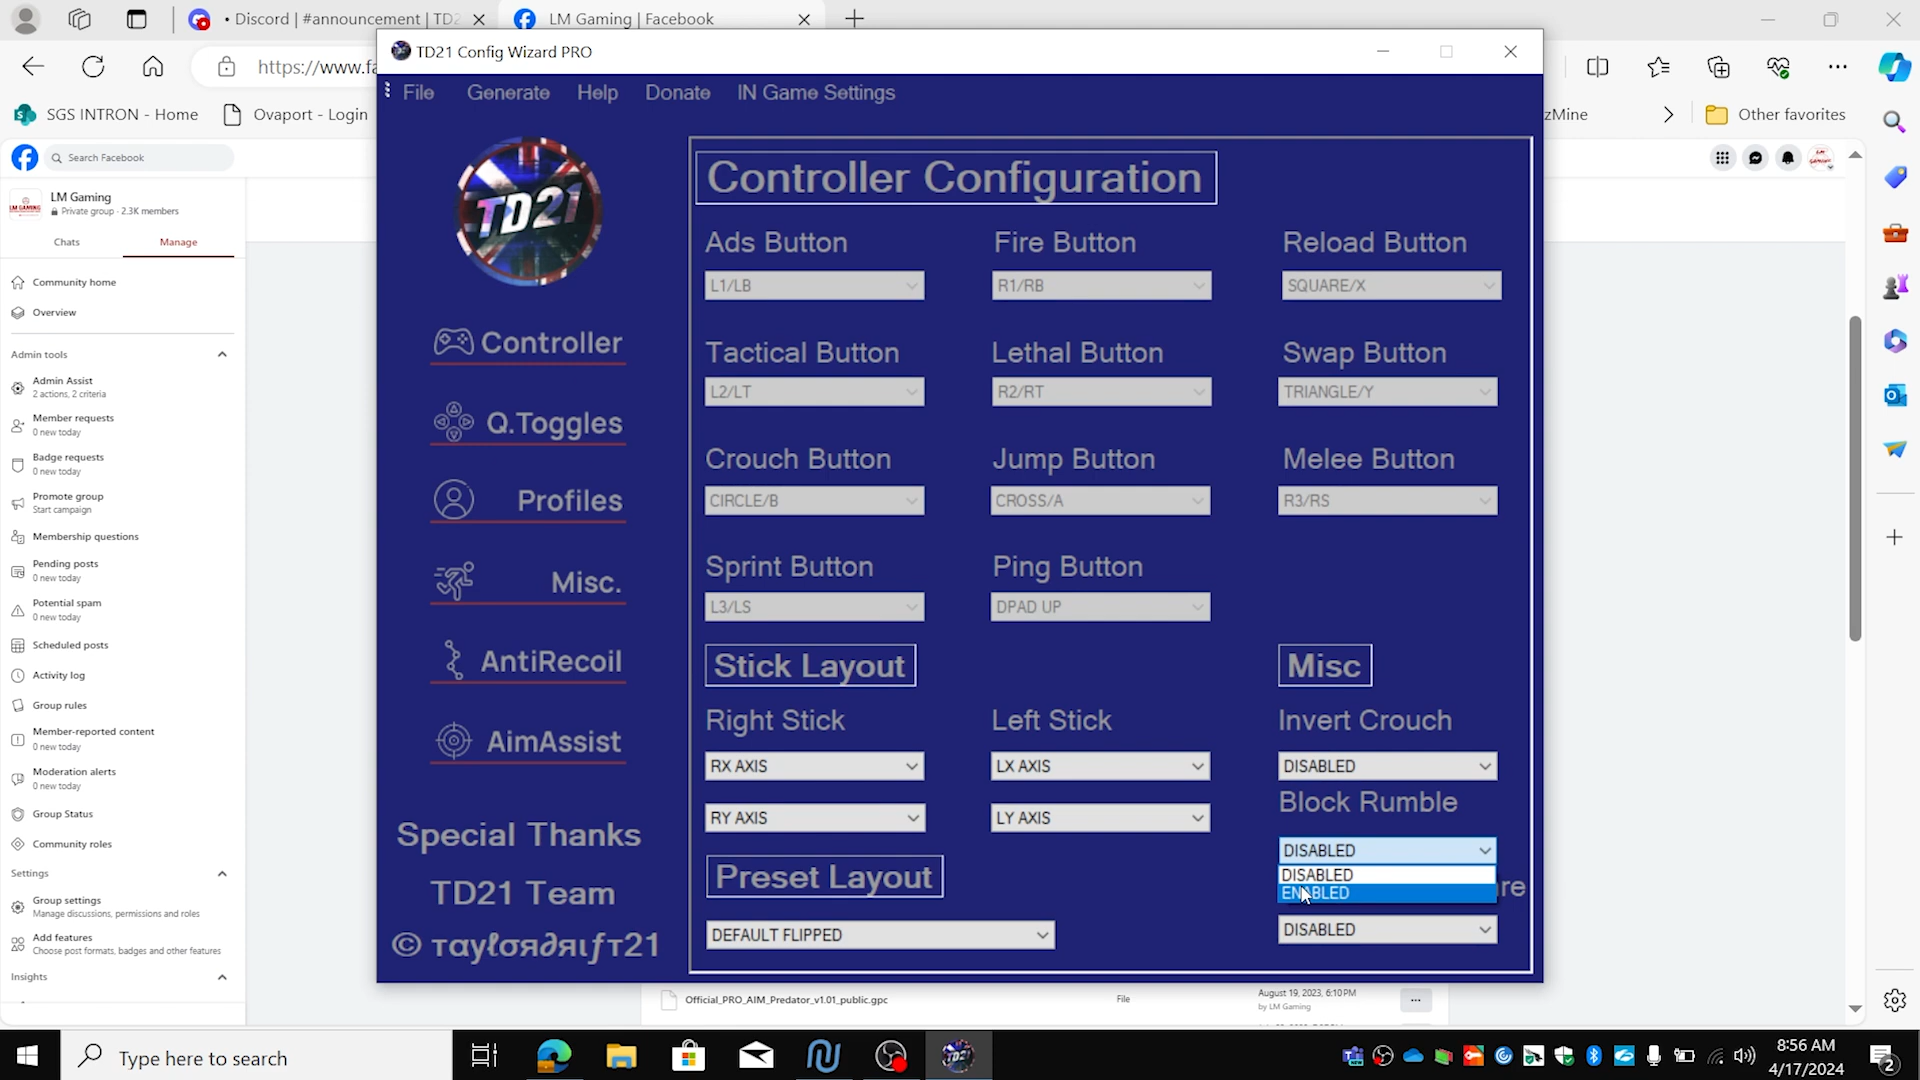 • Discord | #announcement | TD2
LM Gaming | Facebook
TD21 Config Wizard PRO
https://www.fa
SGS INTRON - Home
Ovaport - Login
zMine
Other favorites
File
Generate
Help
Donate
IN Game Settings
Search Facebook
LM Gaming
Private group · 2.3K members
Chats
Manage
Community home
Overview
Admin tools
Admin Assist
2 actions, 2 criteria
Member requests
0 new today
Badge requests
0 new today
Promote group
Start campaign
Membership questions
Pending posts
0 new today
Potential spam
0 new today
Scheduled posts
Activity log
Group rules
Member-reported content
0 new today
Moderation alerts
0 new today
Group Status
Community roles
Settings
Group settings
Manage discussions, permissions and roles
Add features
Choose post formats, badges and other features
Insights
TD21
Controller
Q.Toggles
Profiles
Misc.
AntiRecoil
AimAssist
Special Thanks
TD21 Team
© ταyℓσя∂яιƒτ21
Controller Configuration
Ads Button
Fire Button
Reload Button
L1/LB
R1/RB
SQUARE/X
Tactical Button
Lethal Button
Swap Button
L2/LT
R2/RT
TRIANGLE/Y
Crouch Button
Jump Button
Melee Button
CIRCLE/B
CROSS/A
R3/RS
Sprint Button
Ping Button
L3/LS
DPAD UP
Stick Layout
Misc
Right Stick
Left Stick
Invert Crouch
RX AXIS
LX AXIS
DISABLED
Block Rumble
RY AXIS
LY AXIS
DISABLED
DISABLED
ENABLED
re
Preset Layout
DEFAULT FLIPPED
DISABLED
Official_PRO_AIM_Predator_v1.01_public.gpc
File
August 19, 2023, 6:10 PM
by LM Gaming
Type here to search
8:56 AM
4/17/2024
2